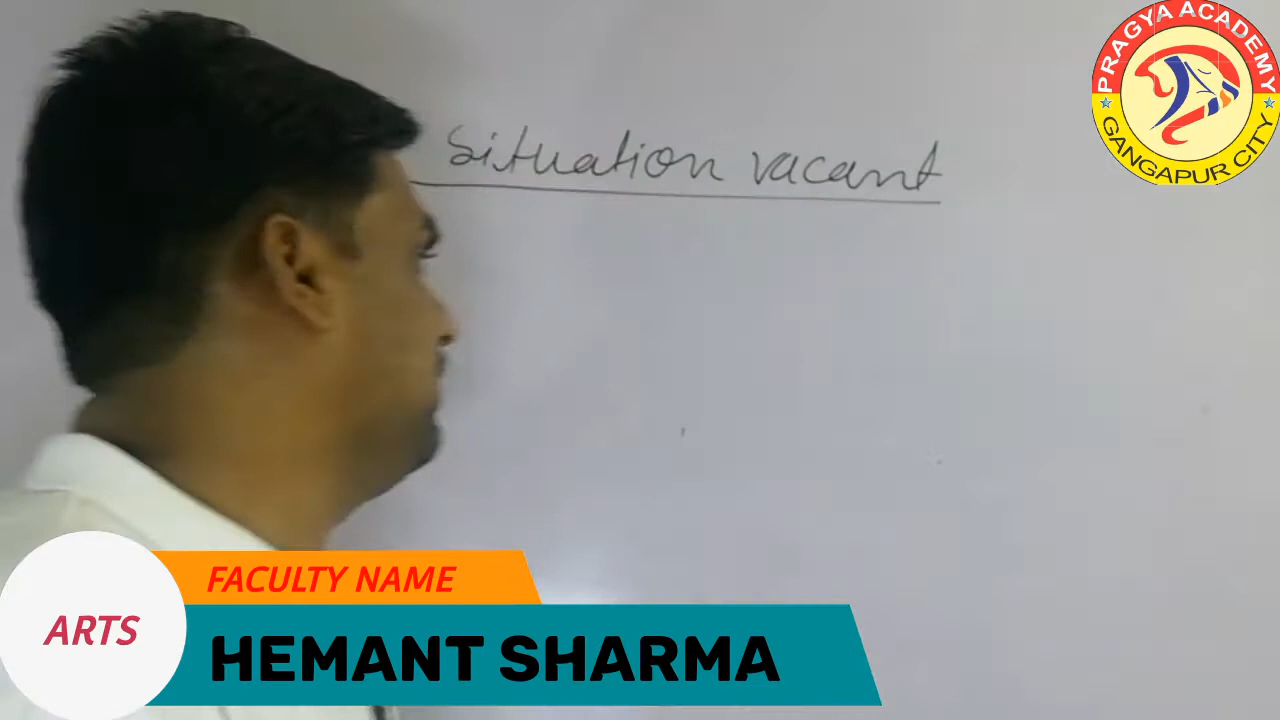 Situation vacant
PRAGYA ACADEMY
GANGAPUR CITY
FACULTY NAME
ARTS
HEMANT SHARMA